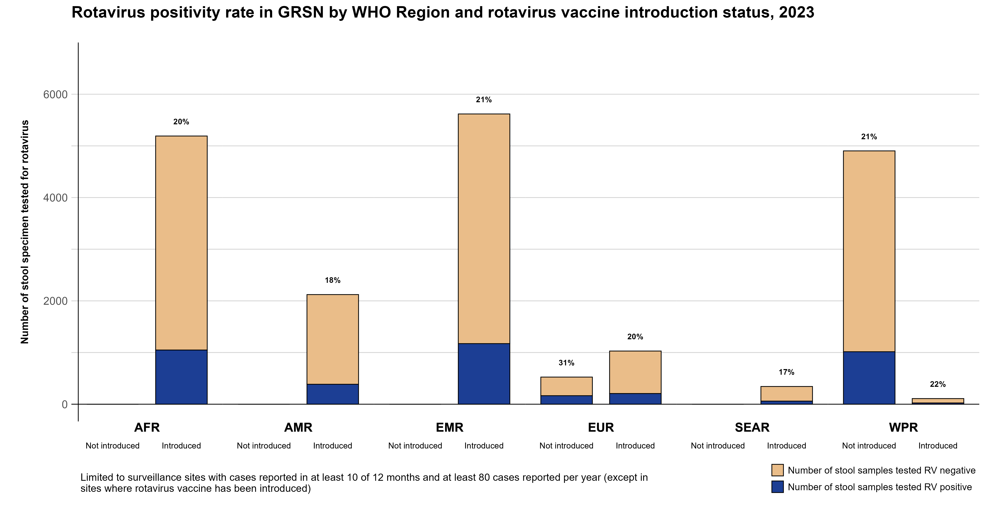 Rotavirus positivity rate in GRSN by WHO Region and rotavirus vaccine introduction status, 2023
Number of stool specimen tested for rotavirus
6000
4000
2000
0
20%
18%
21%
31%
20%
17%
21%
22%
AFR
AMR
EMR
EUR
SEAR
WPR
Not introduced
Introduced
Not introduced
Introduced
Not introduced
Introduced
Not introduced
Introduced
Not introduced
Introduced
Not introduced
Introduced
Limited to surveillance sites with cases reported in at least 10 of 12 months and at least 80 cases reported per year (except in
sites where rotavirus vaccine has been introduced)
Number of stool samples tested RV negative
Number of stool samples tested RV positive